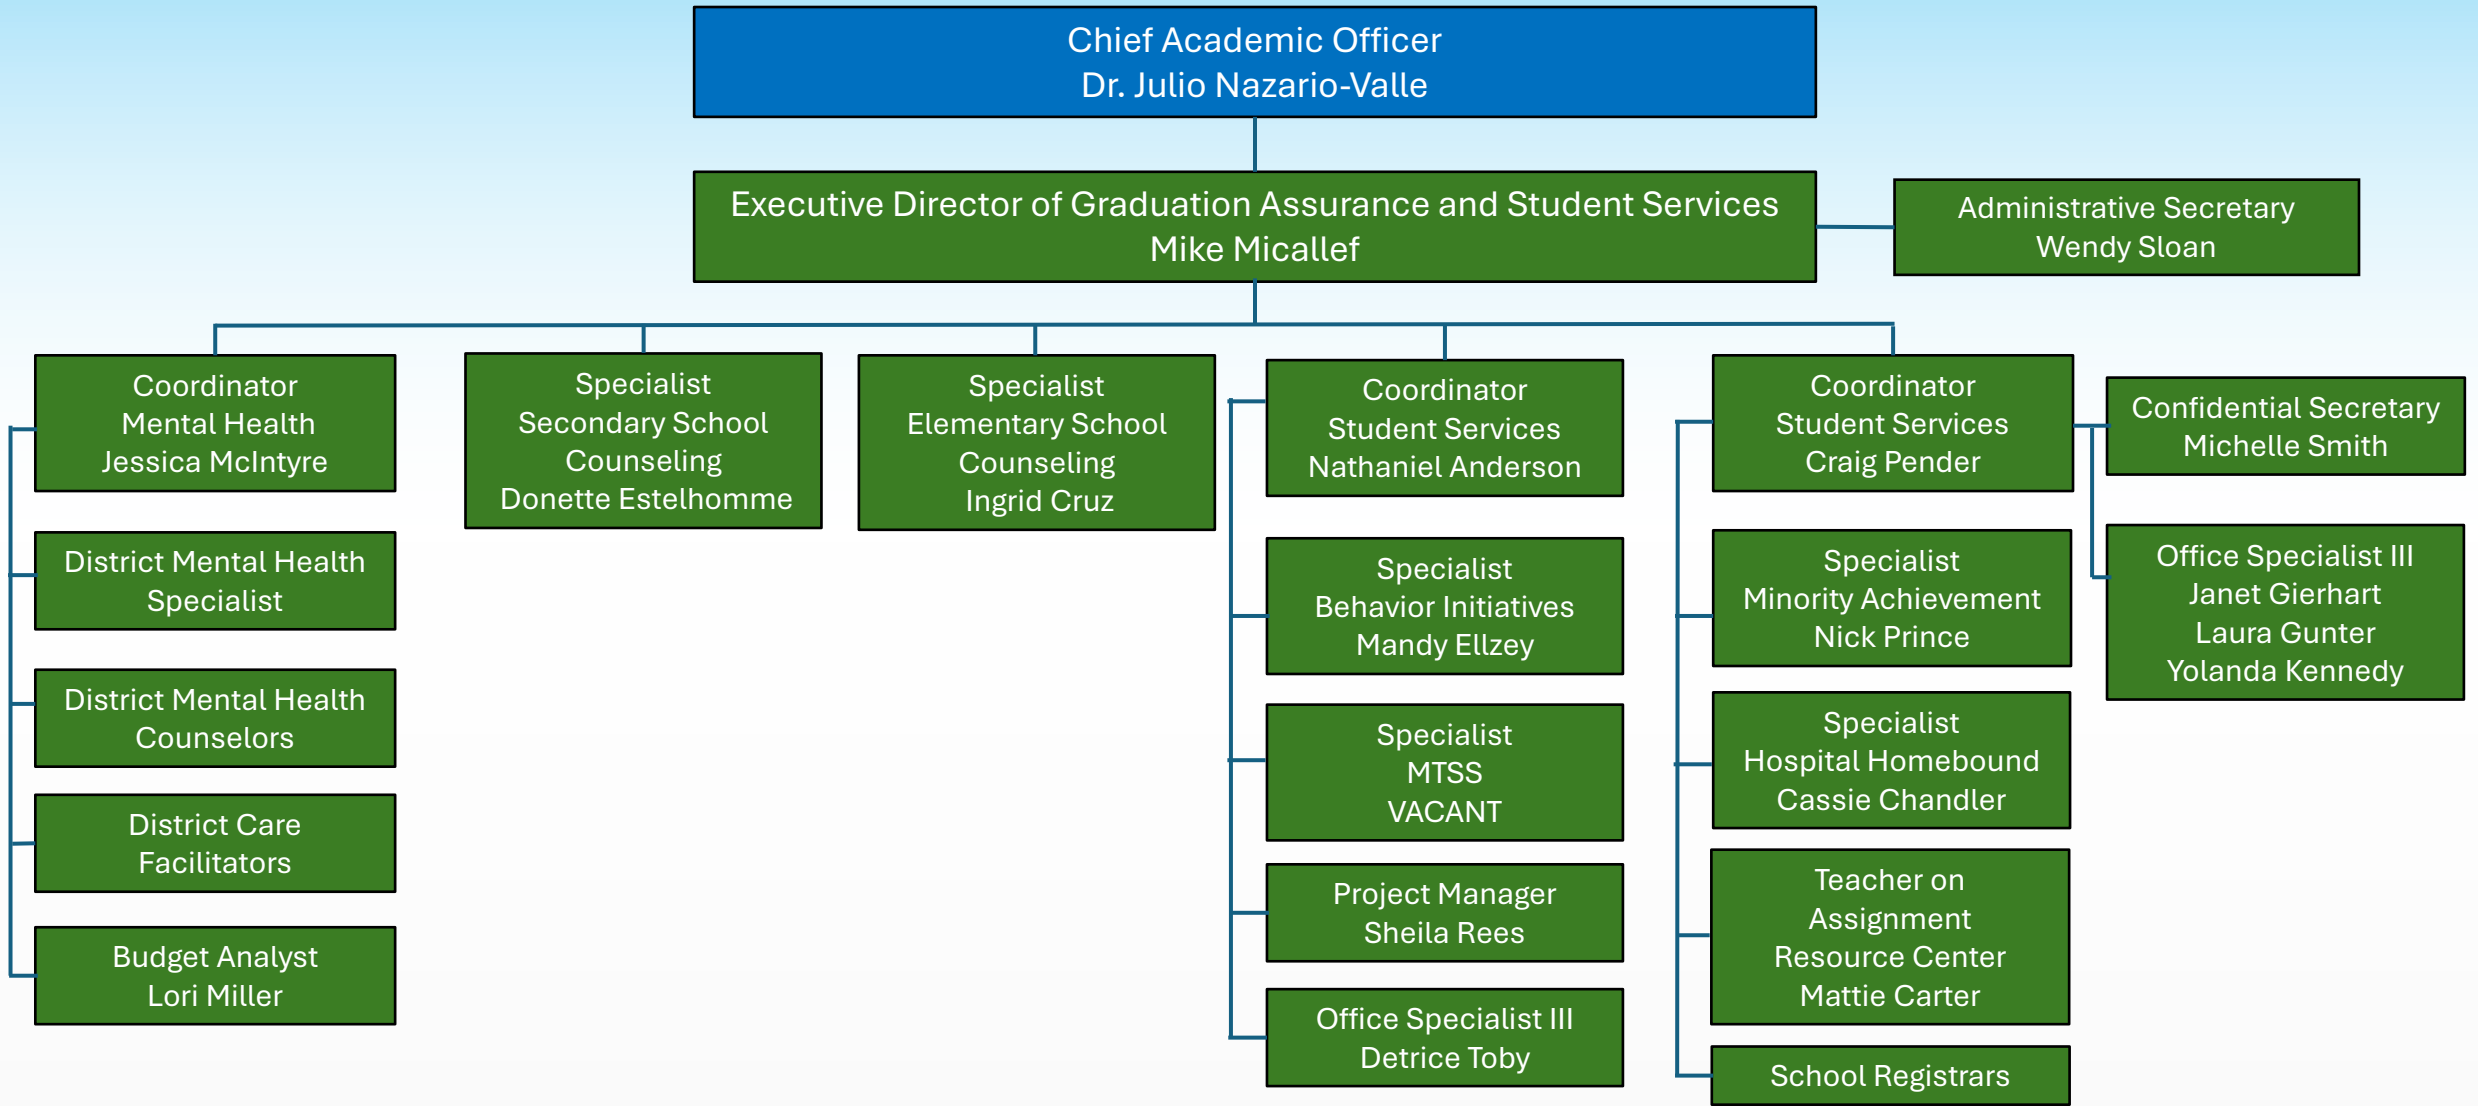 Chief Academic Officer
Dr. Julio Nazario-Valle
Executive Director of Graduation Assurance and Student Services
Mike Micallef
Administrative Secretary
Wendy Sloan
Coordinator
Mental Health
Jessica McIntyre
District Mental Health
Specialist
District Mental Health
Counselors
District Care
Facilitators
Budget Analyst
Lori Miller
Specialist
Secondary School
Counseling
Donette Estelhomme
Specialist
Elementary School
Counseling
Ingrid Cruz
Coordinator
Student Services
Nathaniel Anderson
Specialist
Behavior Initiatives
Mandy Ellzey
Specialist
MTSS
VACANT
Project Manager
Sheila Rees
Office Specialist III
Detrice Toby
Coordinator
Student Services
Craig Pender
Specialist
Minority Achievement
Nick Prince
Specialist
Hospital Homebound
Cassie Chandler
Teacher on
Assignment
Resource Center
Mattie Carter
School Registrars
Confidential Secretary
Michelle Smith
Office Specialist III
Janet Gierhart
Laura Gunter
Yolanda Kennedy